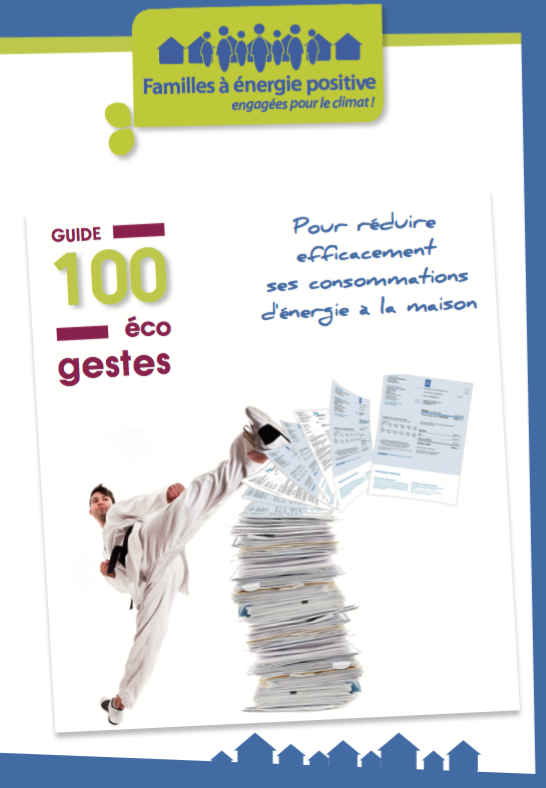 Familles à énergie positive
engagées pour le climat !
GUIDE
100
éco
gestes
Pour réduire
efficacement
ses consommations
d'énergie à la maison